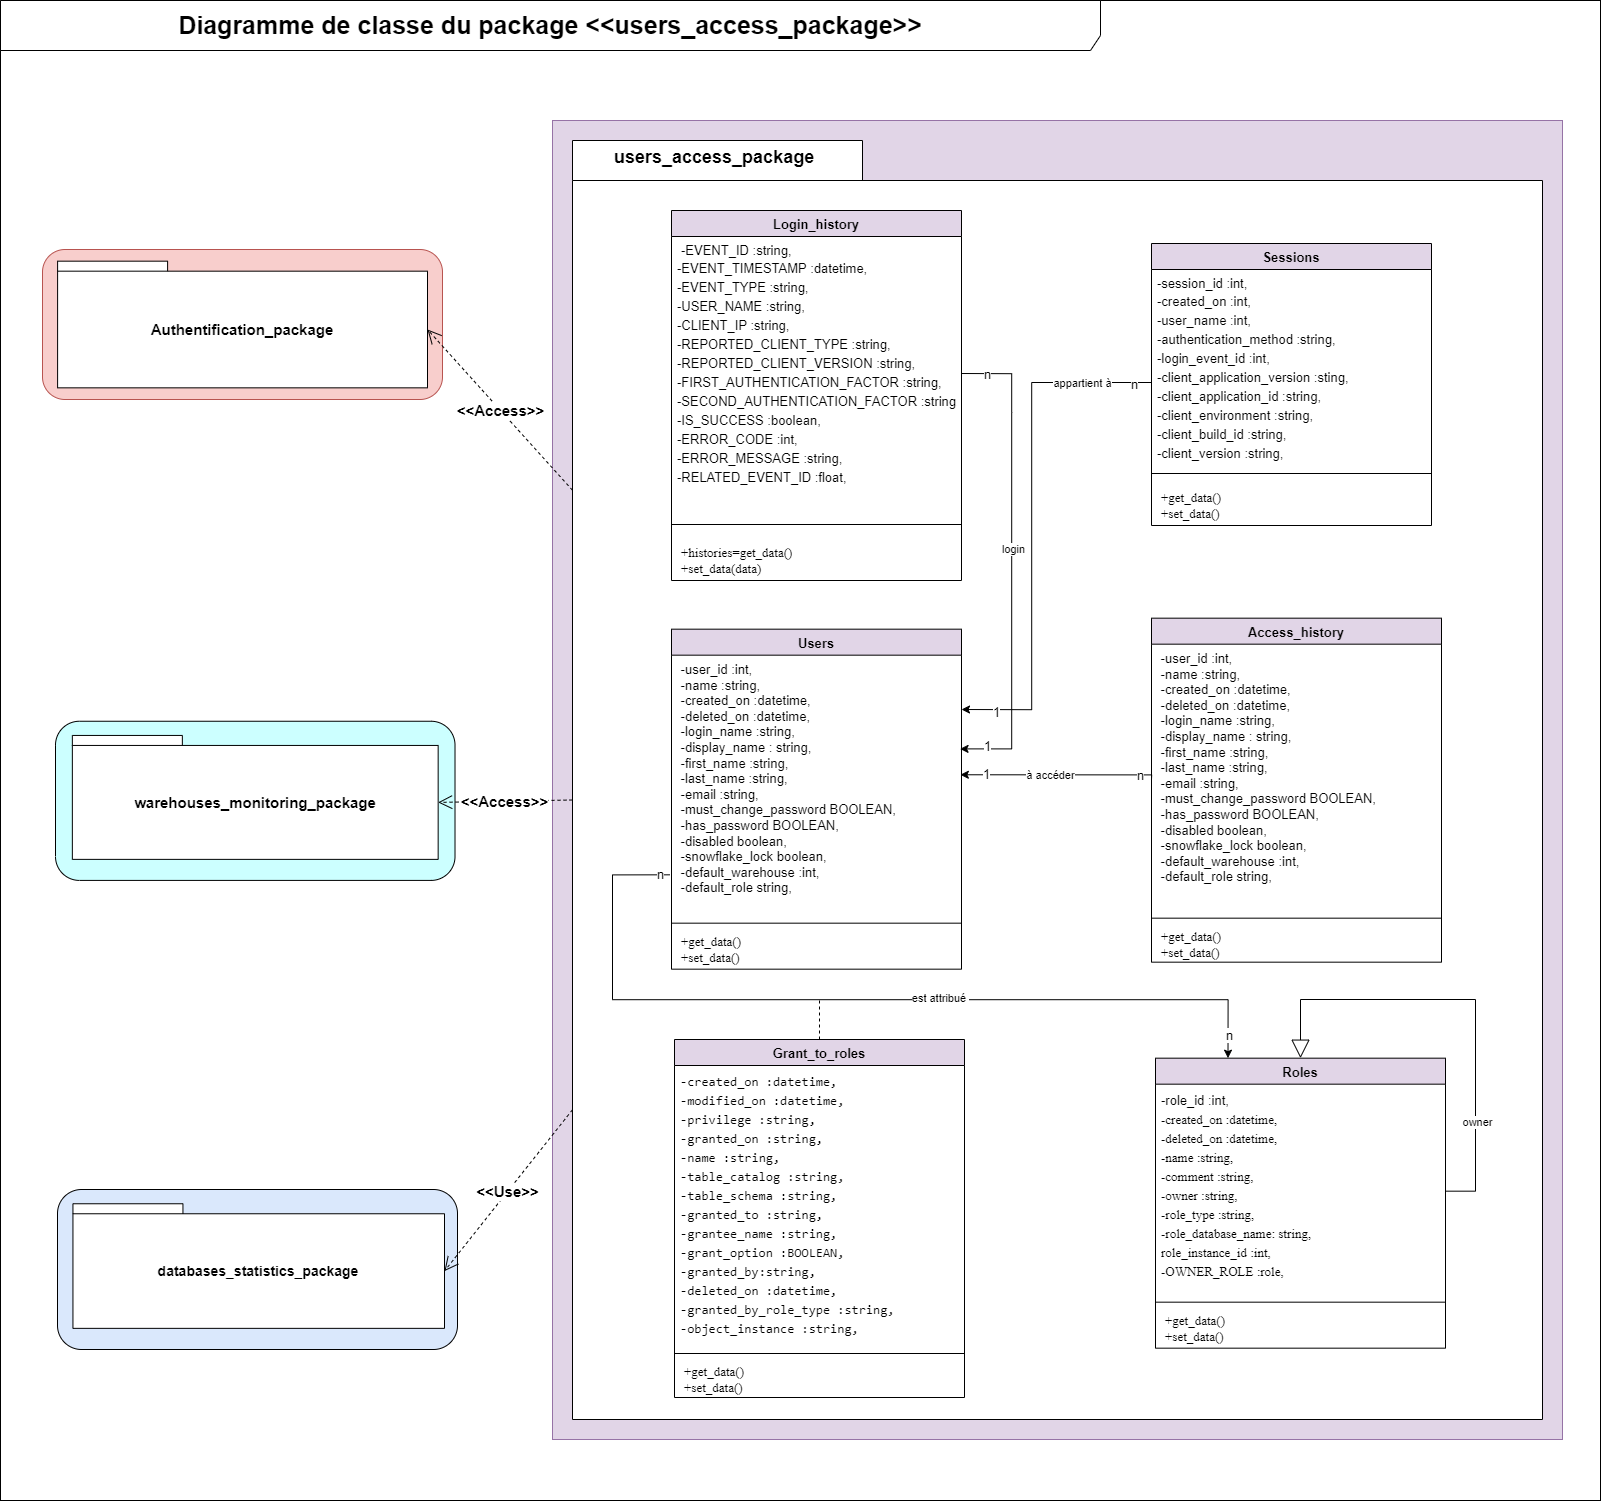 Diagramme de classe du package <<users_access_package>>
users_access_package
Login_history
-EVENT_ID :string,
-EVENT_TIMESTAMP :datetime,
-EVENT_TYPE :string,
-USER_NAME :string,
-CLIENT_IP :string,
-REPORTED_CLIENT_TYPE :string,
-REPORTED_CLIENT_VERSION :string,
-FIRST_AUTHENTICATION_FACTOR :string,
-SECOND_AUTHENTICATION_FACTOR :string
-IS_SUCCESS :boolean,
-ERROR_CODE :int,
-ERROR_MESSAGE :string,
-RELATED_EVENT_ID :float,
+histories=get_data()
+set_data(data)
Sessions
-session_id :int,
-created_on :int,
-user_name :int,
-authentication_method :string,
-login_event_id :int,
-client_application_version :sting,
-client_application_id :string,
-client_environment :string,
-client_build_id :string,
-client_version :string,
+get_data()
+set_data()
Authentification_package
<<Access>>
n
appartient à
n
login
1
1
1
à accéder
n
Users
-user_id :int,
-name :string,
-created_on :datetime,
-deleted_on :datetime,
-login_name :string,
-display_name : string,
-first_name :string,
-last_name :string,
-email :string,
-must_change_password BOOLEAN,
-has_password BOOLEAN,
-disabled boolean,
-snowflake_lock boolean,
-default_warehouse :int,
-default_role string,
+get_data()
+set_data()
Access_history
-user_id :int,
-name :string,
-created_on :datetime,
-deleted_on :datetime,
-login_name :string,
-display_name : string,
-first_name :string,
-last_name :string,
-email :string,
-must_change_password BOOLEAN,
-has_password BOOLEAN,
-disabled boolean,
-snowflake_lock boolean,
-default_warehouse :int,
-default_role string,
+get_data()
+set_data()
warehouses_monitoring_package
<<Access>>
n
est attribué
n
Grant_to_roles
-created_on :datetime,
-modified_on :datetime,
-privilege :string,
-granted_on :string,
-name :string,
-table_catalog :string,
-table_schema :string,
-granted_to :string,
-grantee_name :string,
-grant_option :BOOLEAN,
-granted_by:string,
-deleted_on :datetime,
-granted_by_role_type :string,
-object_instance :string,
+get_data()
+set_data()
Roles
-role_id :int,
-created_on :datetime,
-deleted_on :datetime,
-name :string,
-comment :string,
-owner :string,
-role_type :string,
-role_database_name: string,
role_instance_id :int,
-OWNER_ROLE :role,
+get_data()
+set_data()
owner
<<Use>>
databases_statistics_package